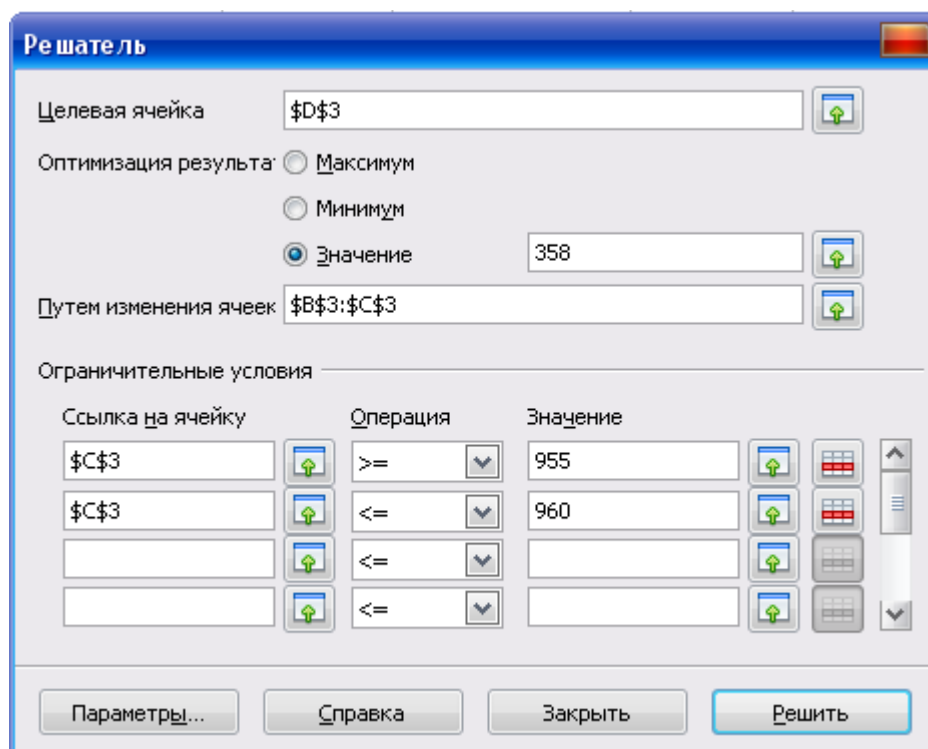 Решатель
Целевая ячейка $D$3
Оптимизация результат Максимум
Минимум
Значение 358
Путем изменения ячеек $B$3:$C$3
Ограничительные условия
Ссылка на ячейку Операция Значение
$C$3 >= 955
$C$3 <= 960
<=
<=
Параметры... Справка Закрыть Решить